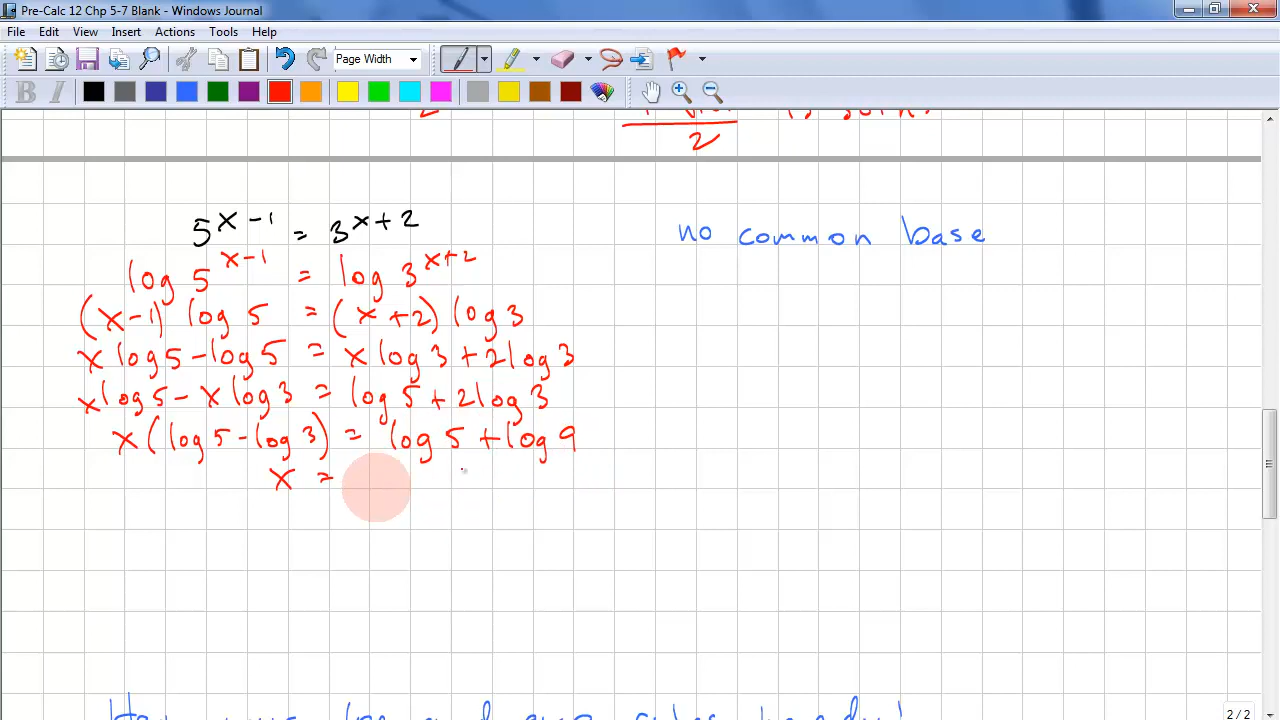 Pre-Calc 12 Chp 5-7 Blank - Windows Journal
File Edit View Insert Actions Tools Help
Page Width
B I
2
2
5^(x-1) = 3^(x+2)
no common base
log 5^(x-1) = log 3^(x+2)
(x-1) log 5 = (x+2) log 3
x log 5 - log 5 = x log 3 + 2 log 3
x log 5 - x log 3 = log 5 + 2 log 3
x (log 5 - log 3) = log 5 + log 9
x =
2 / 2